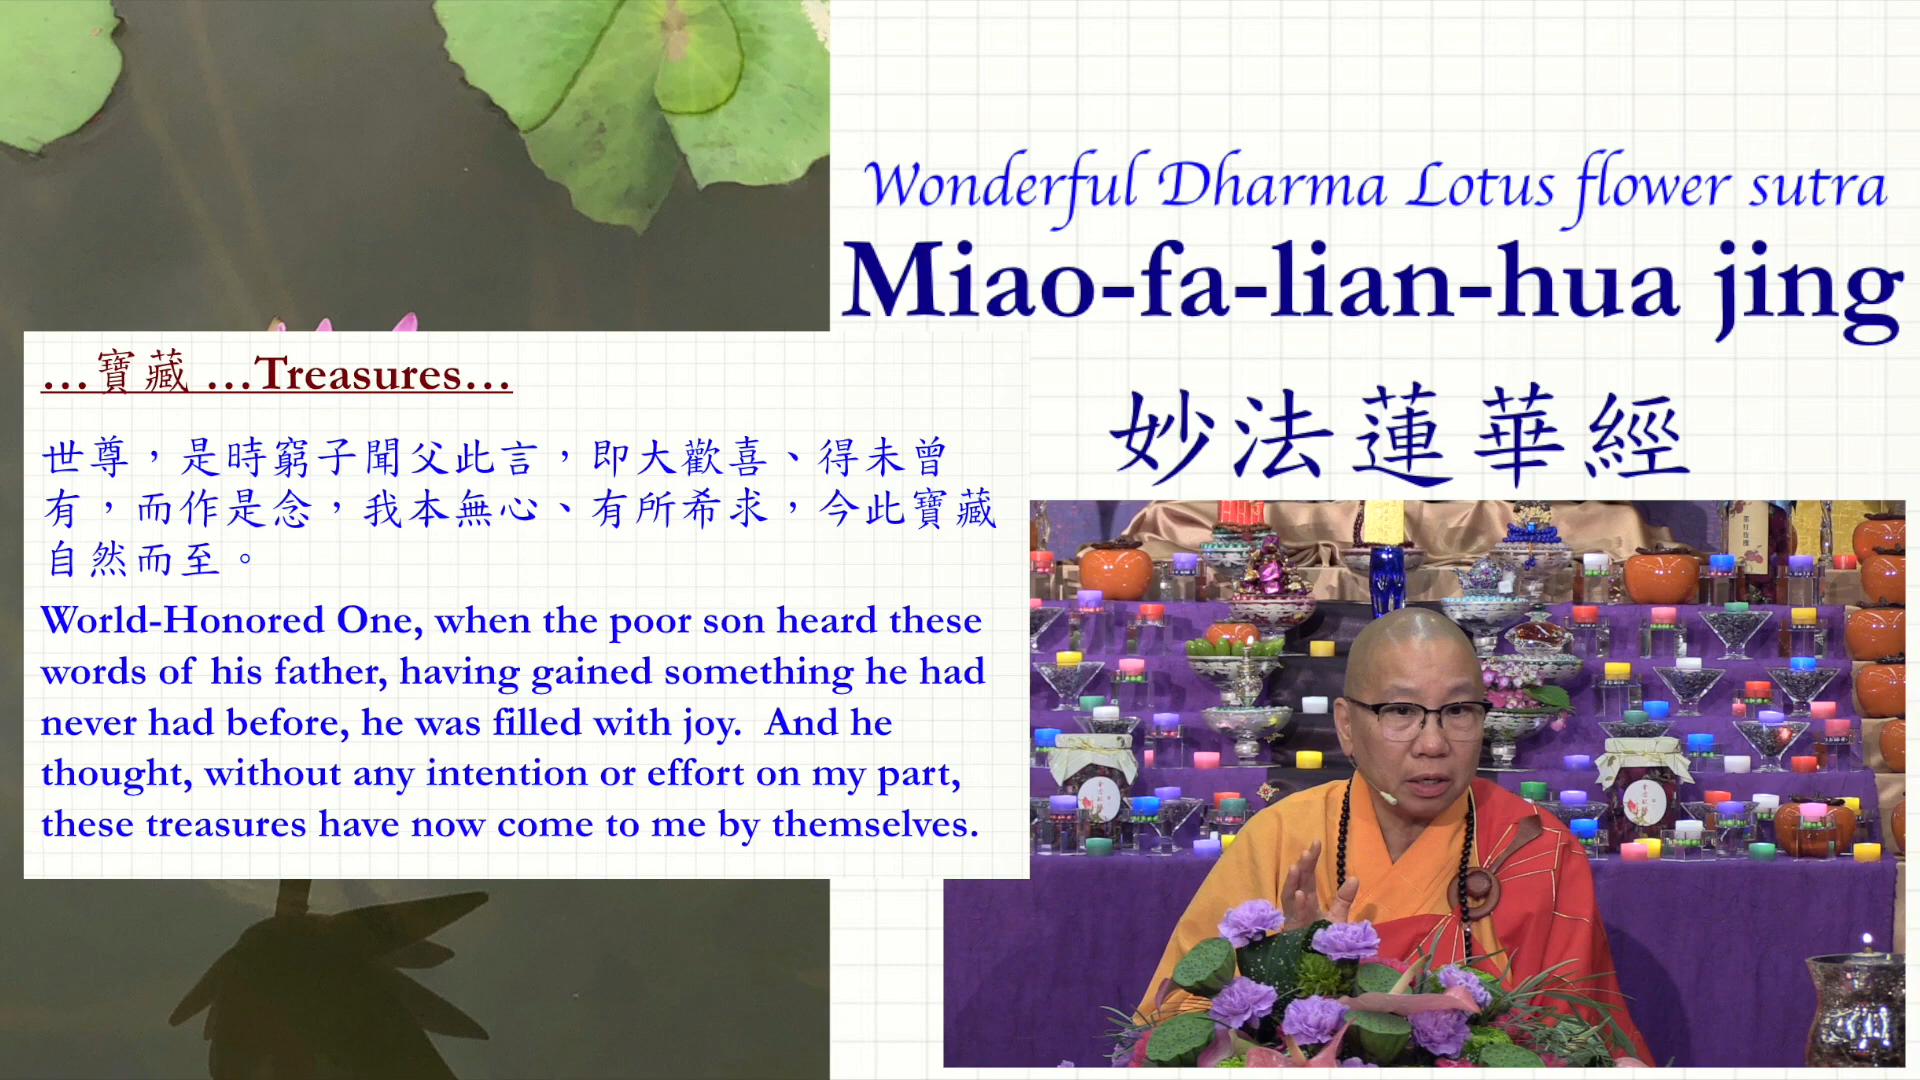 Wonderful Dharma Lotus flower sutra
Miao-fa-lian-hua jing
妙法蓮華經
…寶藏 …Treasures…
世尊，是時窮子聞父此言，即大歡喜、得未曾
有，而作是念，我本無心、有所希求，今此寶藏
自然而至。
World-Honored One, when the poor son heard these
words of his father, having gained something he had
never had before, he was filled with joy.  And he
thought, without any intention or effort on my part,
these treasures have now come to me by themselves.